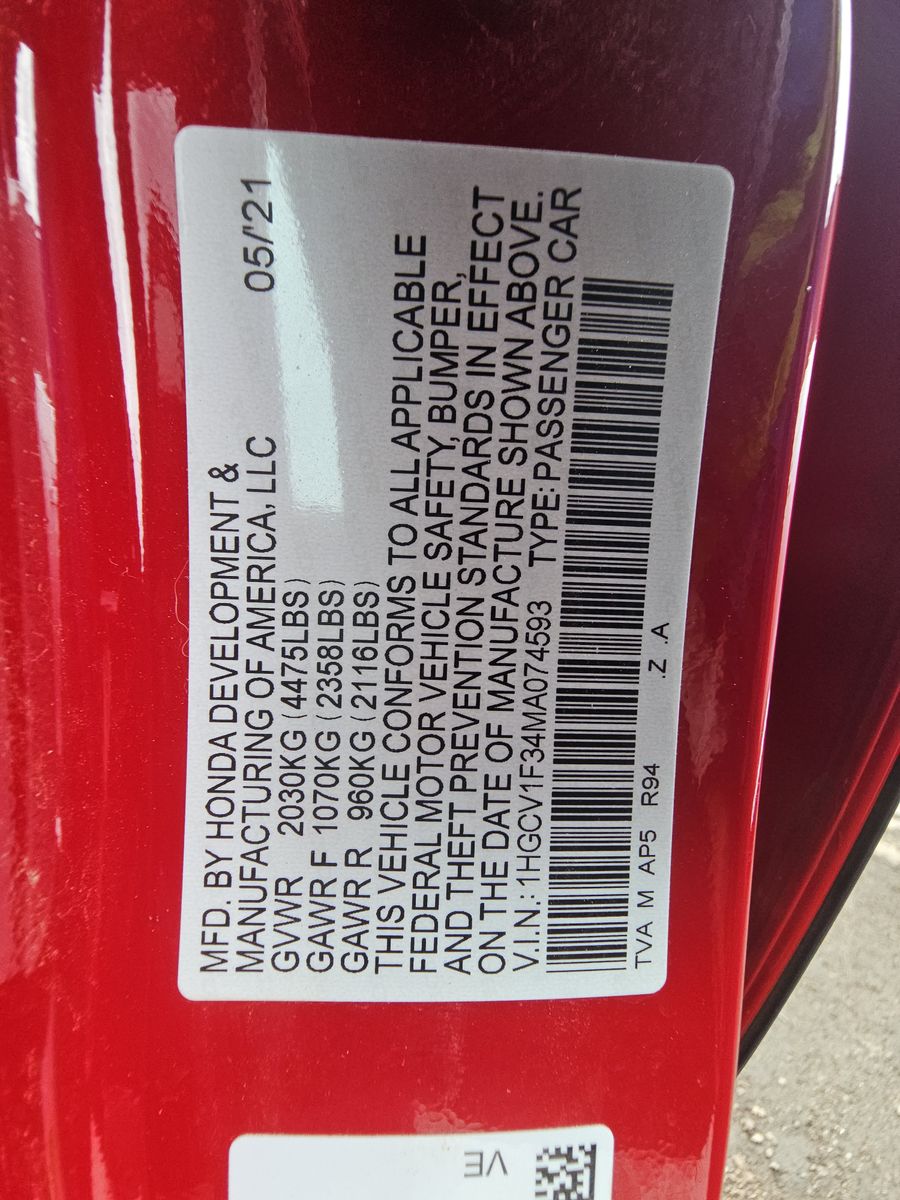 MFD. BY HONDA DEVELOPMENT &
MANUFACTURING OF AMERICA, LLC 05/'21
GVWR 2030KG (4475LBS)
GAWR F 1070KG (2358LBS)
GAWR R 960KG (2116LBS)
THIS VEHICLE CONFORMS TO ALL APPLICABLE
FEDERAL MOTOR VEHICLE SAFETY, BUMPER,
AND THEFT PREVENTION STANDARDS IN EFFECT
ON THE DATE OF MANUFACTURE SHOWN ABOVE.
V.I.N.: 1HGCV1F34MA074593 TYPE: PASSENGER CAR
TVA M AP5 R94 .Z .A
VE